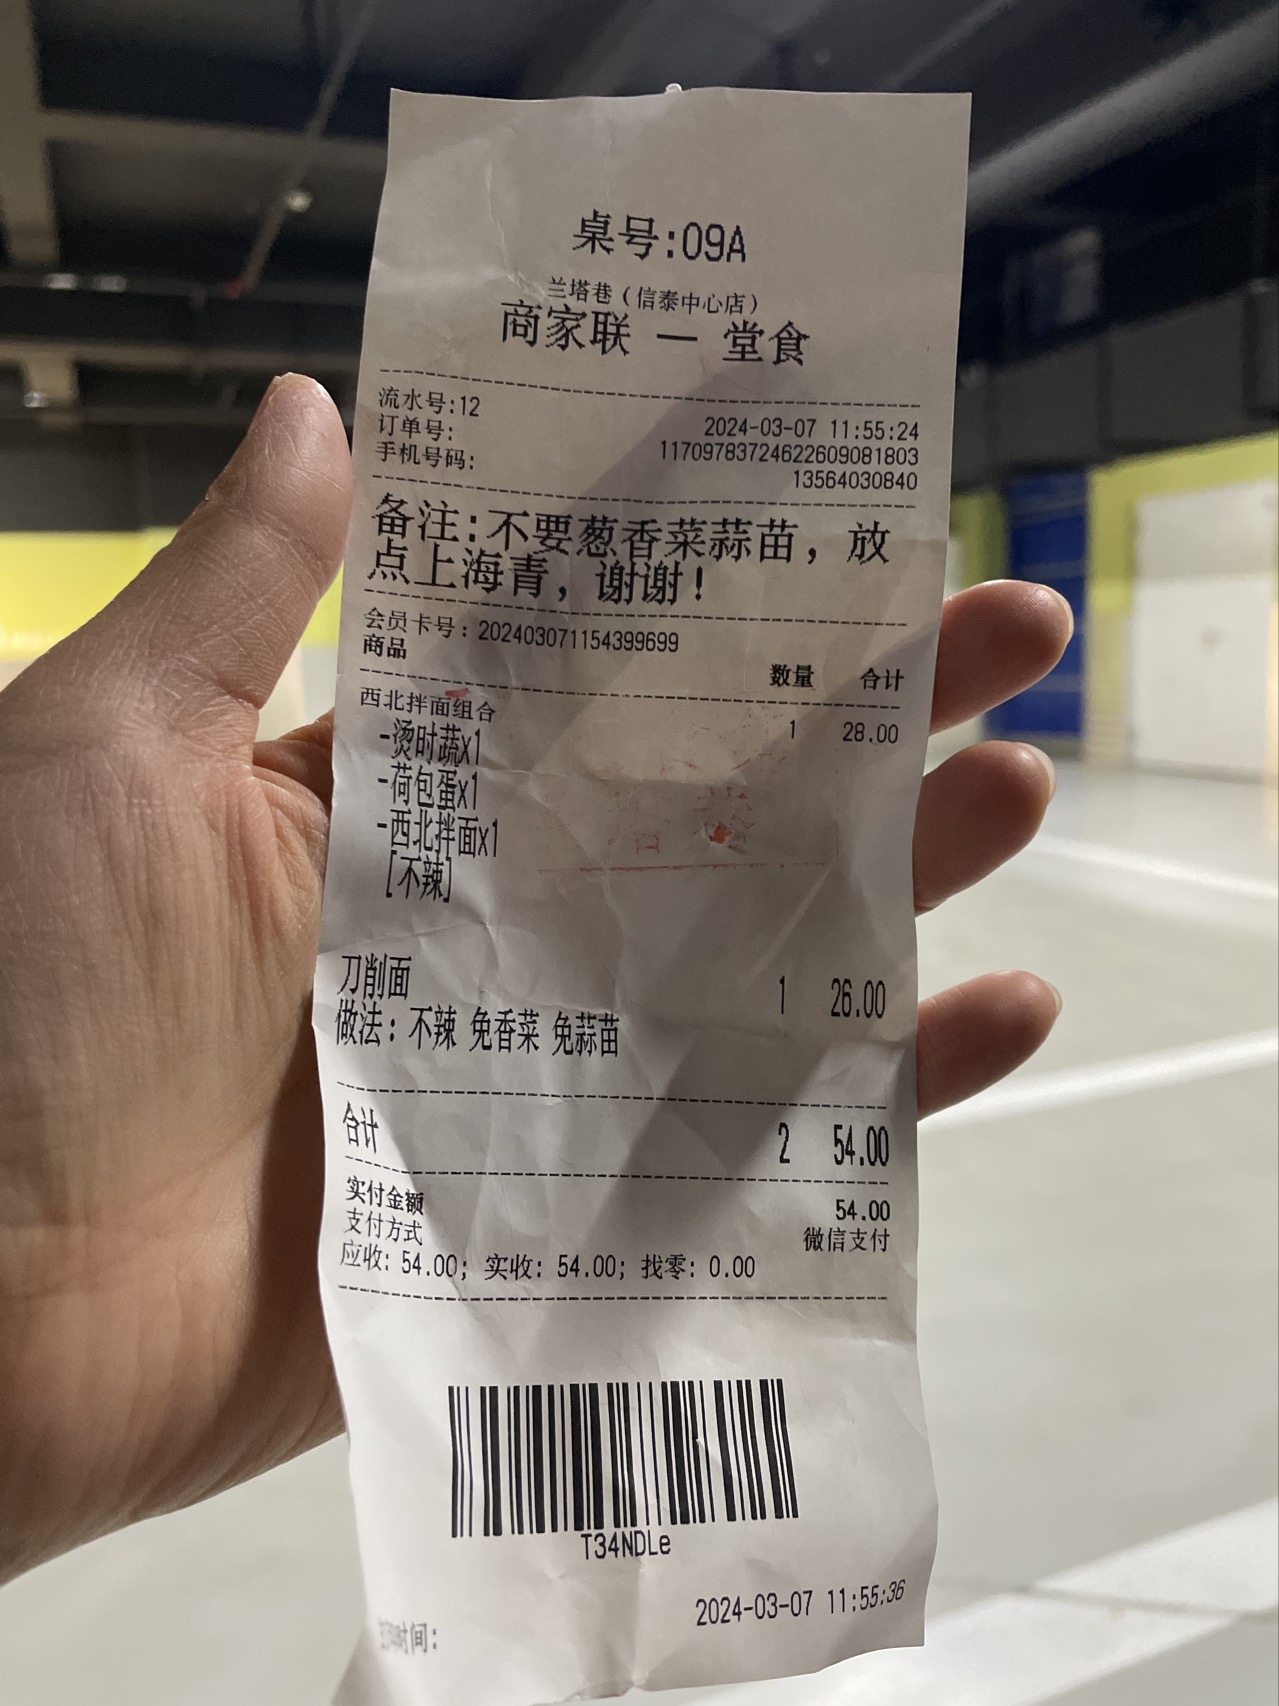 桌号:09A
兰塔巷（信泰中心店）
商家联 — 堂食
流水号:12 2024-03-07 11:55:24
订单号: 11709783724622609081803
手机号码: 13564030840
备注:不要葱香菜蒜苗，放
点上海青，谢谢!
会员卡号：202403071154399699
商品 数量 合计
西北拌面组合 1 28.00
-烫时蔬x1
-荷包蛋x1
-西北拌面x1
[不辣]
刀削面 1 26.00
做法：不辣 免香菜 免蒜苗
合计 2 54.00
实付金额 54.00
支付方式 微信支付
应收: 54.00; 实收: 54.00; 找零: 0.00
T34NDLe
2024-03-07 11:55:36
时间: